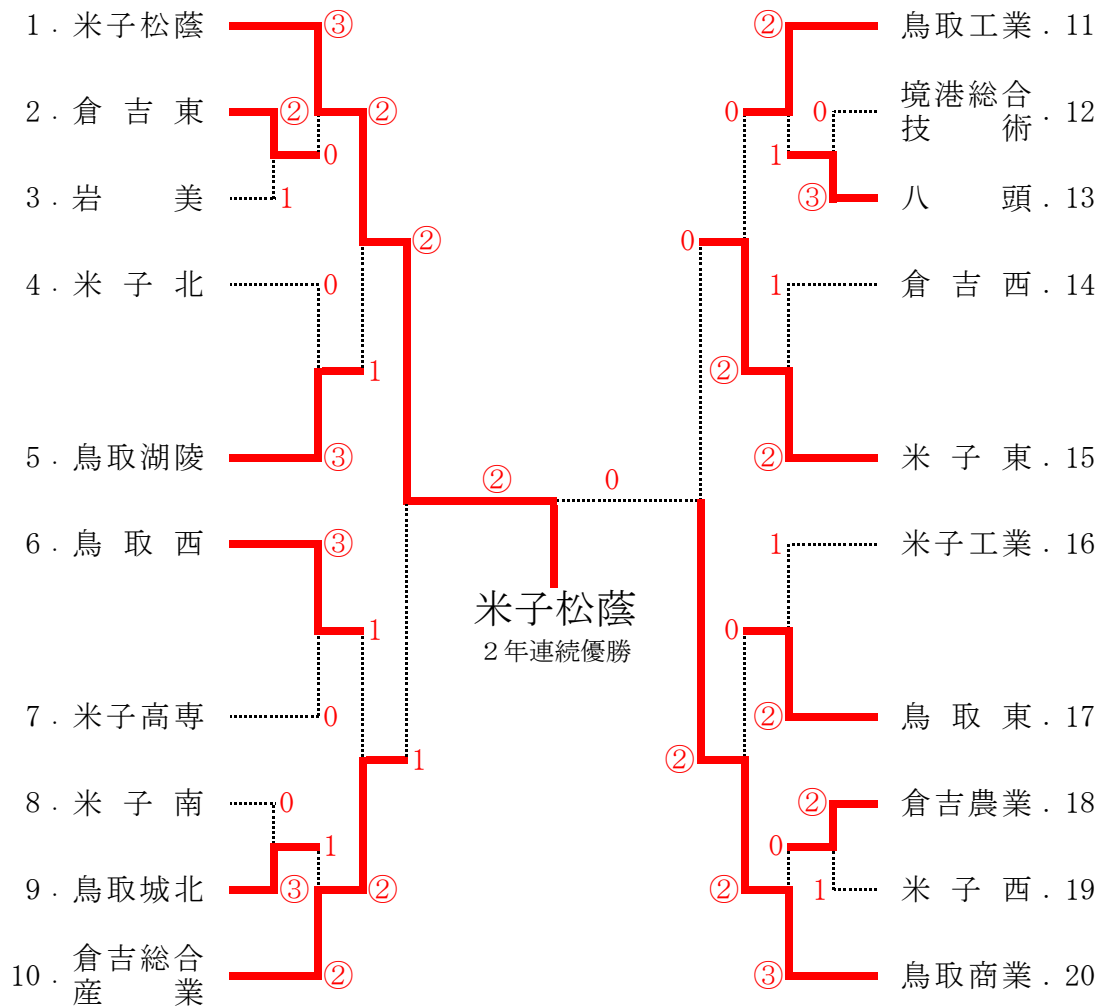 1. 米子松蔭
③
2. 倉吉東
②
②
0
3. 岩美
1
②
4. 米子北
0
1
5. 鳥取湖陵
③
6. 鳥取西
③
1
7. 米子高専
0
1
8. 米子南
0
1
9. 鳥取城北
③
②
10. 倉吉総合
産業
②
②
0
米子松蔭
2年連続優勝
②
鳥取工業. 11
0
0
境港総合
技術. 12
1
③
八頭. 13
0
1
倉吉西. 14
②
②
米子東. 15
1
米子工業. 16
0
②
鳥取東. 17
②
②
倉吉農業. 18
0
②
1
米子西. 19
③
鳥取商業. 20